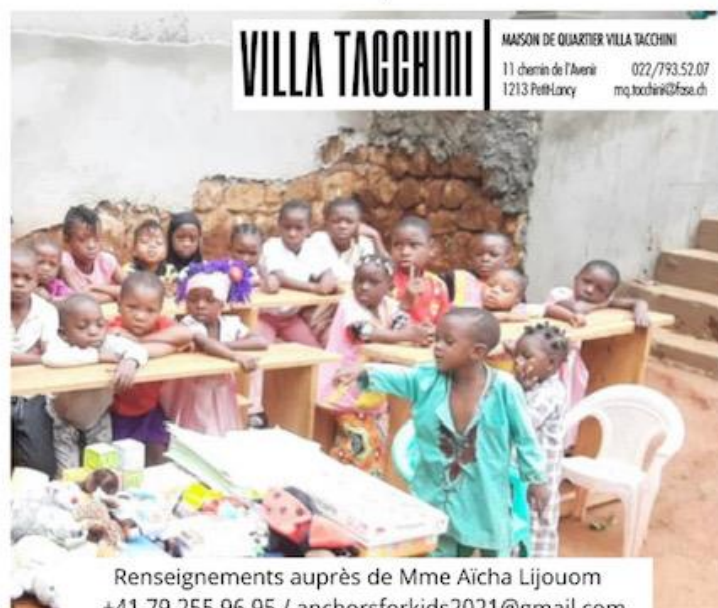 VILLA TACCHINI
MAISON DE QUARTIER VILLA TACCHINI
11 chemin de l'Avenir 022/793.52.07
1213 Petit-Lancy mq.tacchini@fase.ch
Renseignements auprès de Mme Aïcha Lijouom
+41 79 255 96 95 / anchorsforkids2021@gmail.com